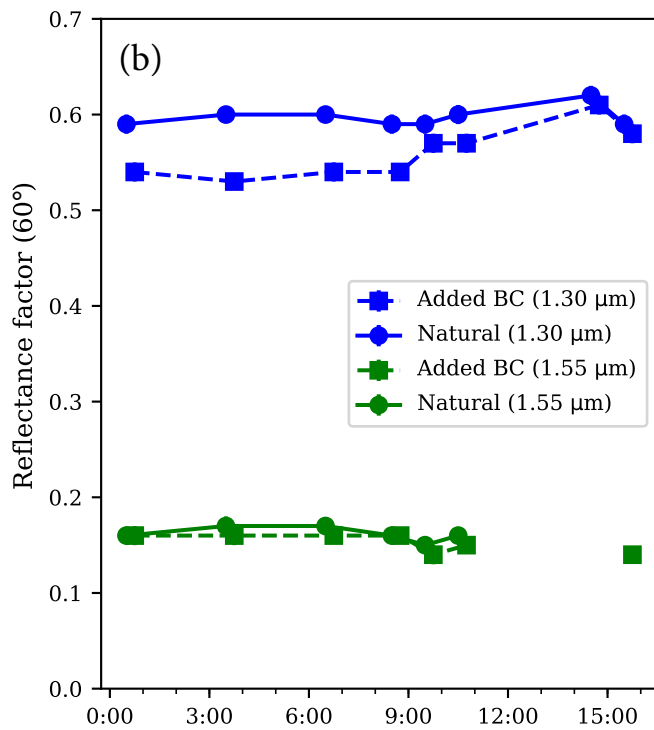 (b)
0.7
0.6
0.5
0.4
0.3
0.2
0.1
0.0
Reflectance factor (60°)
Added BC (1.30 μm)
Natural (1.30 μm)
Added BC (1.55 μm)
Natural (1.55 μm)
0:00 3:00 6:00 9:00 12:00 15:00